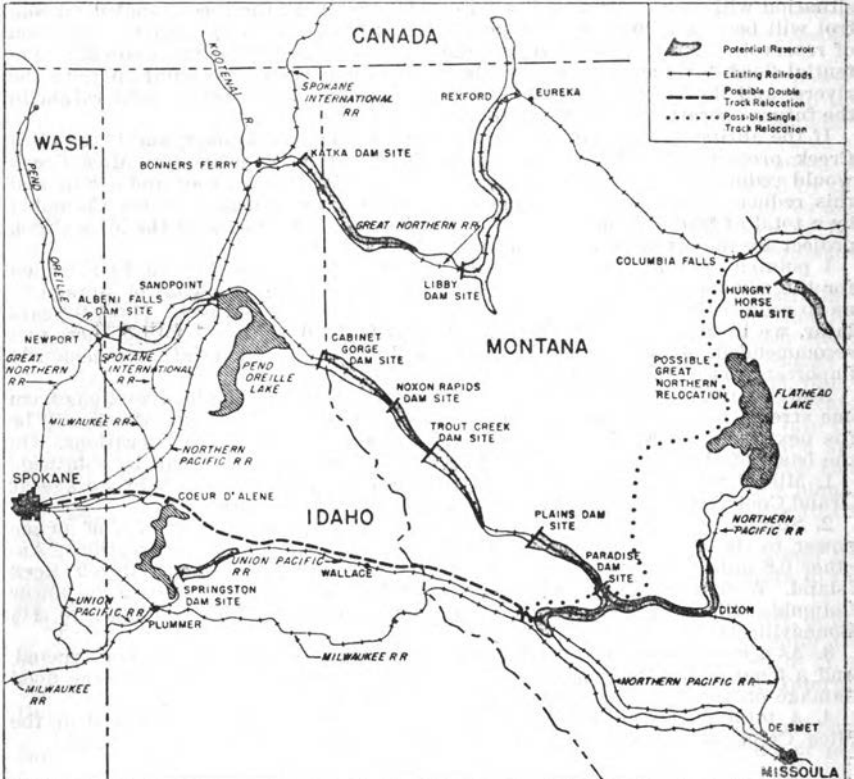 CANADA
Potential Reservoir
Existing Railroads
Possible Double
Track Relocation
Possible Single
Track Relocation
KOOTENAI R.
SPOKANE
INTERNATIONAL
RR
REXFORD
EUREKA
WASH.
PEND
OREILLE
R
BONNERS FERRY
KATKA DAM SITE
GREAT NORTHERN RR
LIBBY
DAM SITE
COLUMBIA FALLS
HUNGRY
HORSE
DAM SITE
SANDPOINT
ALBENI FALLS
DAM SITE
NEWPORT
GREAT
NORTHERN
RR
SPOKANE
INTERNATIONAL
RR
MILWAUKEE RR
PEND
OREILLE
LAKE
CABINET
GORGE
DAM SITE
MONTANA
NOXON RAPIDS
DAM SITE
TROUT CREEK
DAM SITE
POSSIBLE
GREAT
NORTHERN
RELOCATION
FLATHEAD
LAKE
NORTHERN
PACIFIC RR
SPOKANE
COEUR D'ALENE
IDAHO
PLAINS DAM
SITE
PARADISE
DAM
SITE
NORTHERN
PACIFIC RR
UNION PACIFIC
RR
WALLACE
SPRINGSTON
DAM SITE
DIXON
UNION
PACIFIC RR
PLUMMER
MILWAUKEE RR
MILWAUKEE
RR
NORTHERN PACIFIC RR
DE SMET
MISSOULA